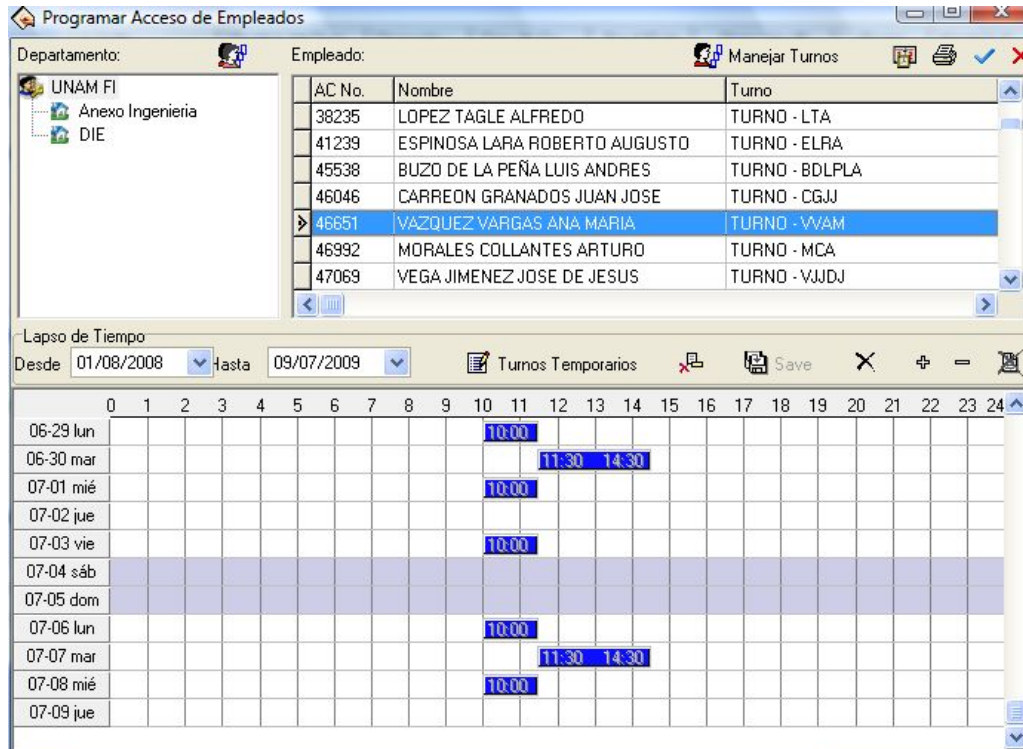 Programar Acceso de Empleados
Departamento: Empleado: Manejar Turnos
UNAM FI
Anexo Ingenieria
DIE
AC No. Nombre Turno
38235 LOPEZ TAGLE ALFREDO TURNO - LTA
41239 ESPINOSA LARA ROBERTO AUGUSTO TURNO - ELRA
45538 BUZO DE LA PEÑA LUIS ANDRES TURNO - BDLPLA
46046 CARREON GRANADOS JUAN JOSE TURNO - CGJJ
46651 VAZQUEZ VARGAS ANA MARIA TURNO - VVAM
46992 MORALES COLLANTES ARTURO TURNO - MCA
47069 VEGA JIMENEZ JOSE DE JESUS TURNO - VJJDJ
Lapso de Tiempo
Desde 01/08/2008 Hasta 09/07/2009 Turnos Temporarios Save
0 1 2 3 4 5 6 7 8 9 10 11 12 13 14 15 16 17 18 19 20 21 22 23 24
06-29 lun 10:00
06-30 mar 11:30 14:30
07-01 mié 10:00
07-02 jue
07-03 vie 10:00
07-04 sáb
07-05 dom
07-06 lun 10:00
07-07 mar 11:30 14:30
07-08 mié 10:00
07-09 jue